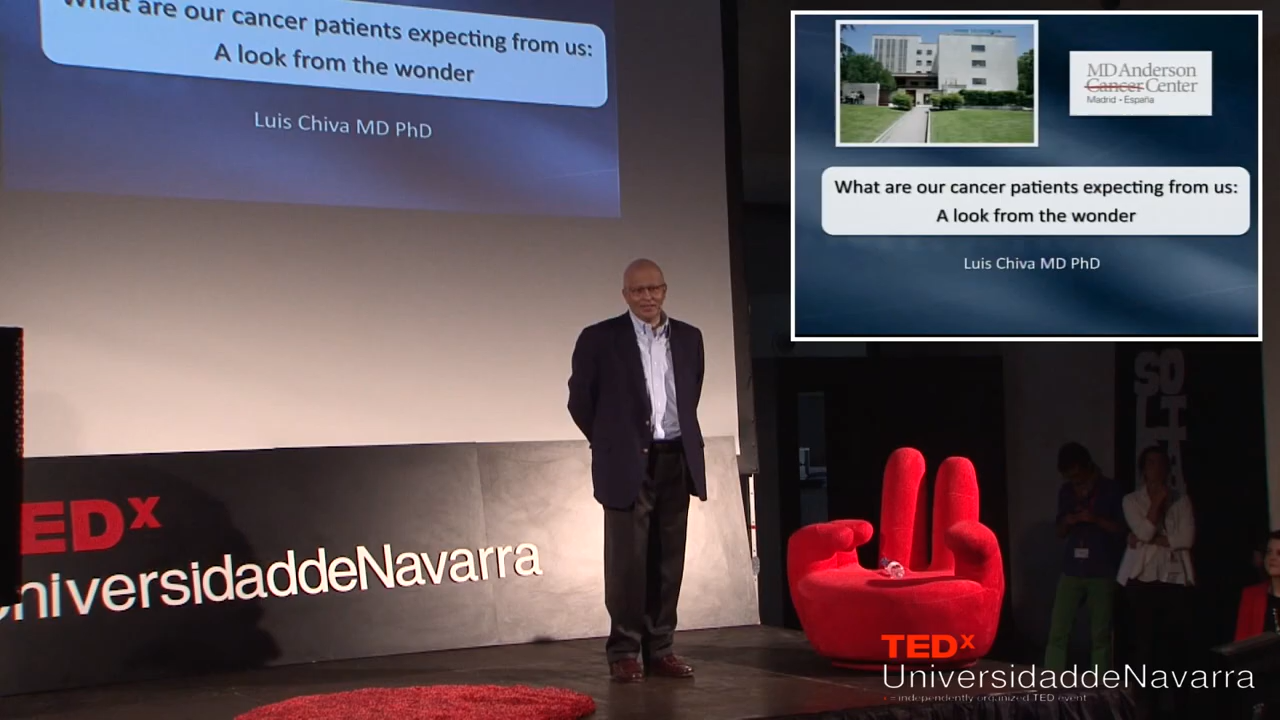 What are our cancer patients expecting from us:
A look from the wonder
Luis Chiva MD PhD
MD Anderson
Cancer Center
Madrid - España
What are our cancer patients expecting from us:
A look from the wonder
Luis Chiva MD PhD
TEDx
UniversidaddeNavarra
TEDx
UniversidaddeNavarra
x = independently organized TED event